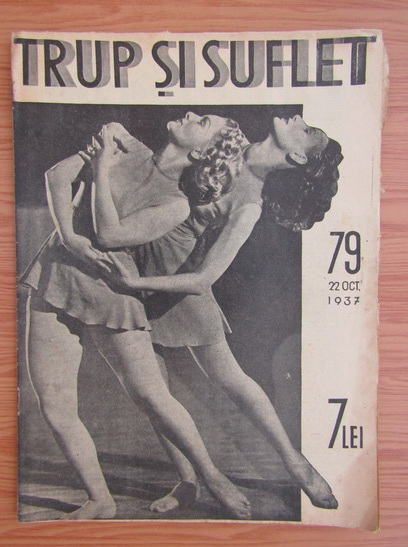 TRUP ŞI SUFLET
79
22 OCT.
1937
7 LEI